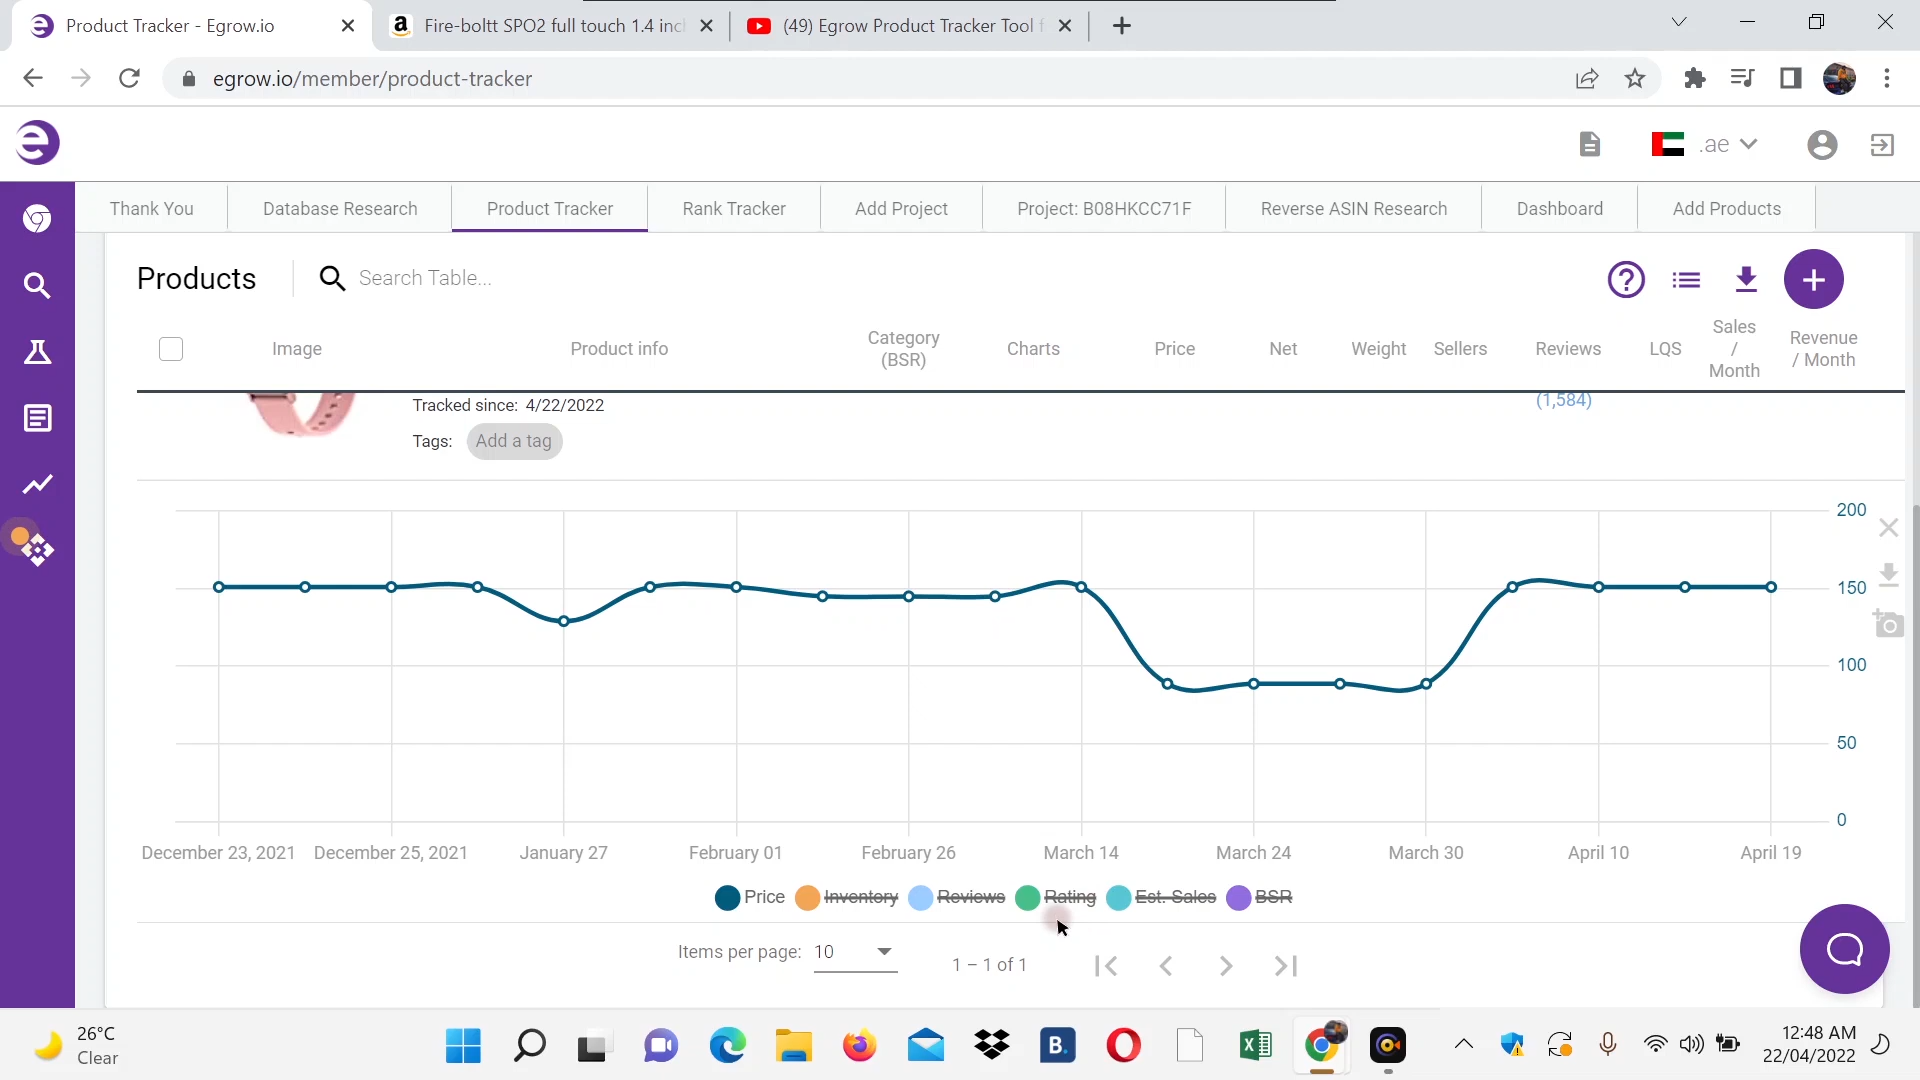 Product Tracker - Egrow.io
Fire-boltt SPO2 full touch 1.4 inc
(49) Egrow Product Tracker Tool f
egrow.io/member/product-tracker
.ae
Thank You
Database Research
Product Tracker
Rank Tracker
Add Project
Project: B08HKCC71F
Reverse ASIN Research
Dashboard
Add Products
Products
Search Table...
Image
Product info
Category
(BSR)
Charts
Price
Net
Weight
Sellers
Reviews
LQS
Sales
/
Month
Revenue
/ Month
Tracked since: 4/22/2022
(1,584)
Tags: Add a tag
200
150
100
50
0
December 23, 2021
December 25, 2021
January 27
February 01
February 26
March 14
March 24
March 30
April 10
April 19
Price
Inventory
Reviews
Rating
Est. Sales
BSR
Items per page: 10
1 – 1 of 1
26°C
Clear
B.
12:48 AM
22/04/2022